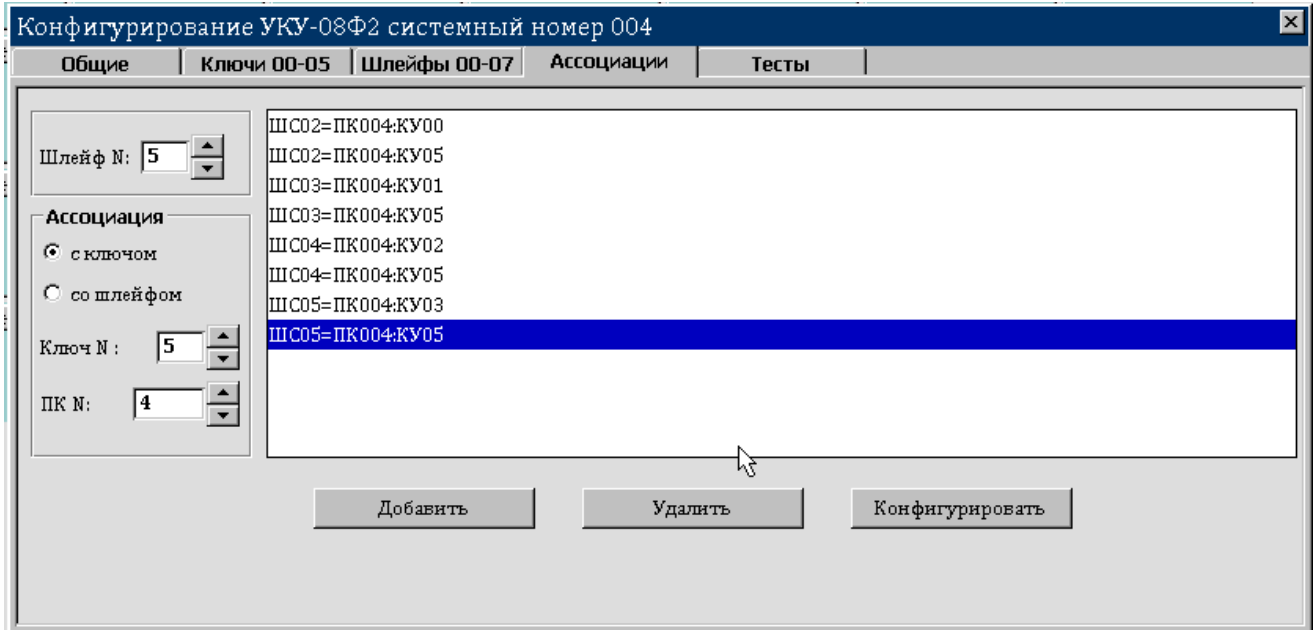 Конфигурирование УКУ-08Ф2 системный номер 004
Общие
Ключи 00-05
Шлейфы 00-07
Ассоциации
Тесты
Шлейф N: 5
Ассоциация
с ключом
со шлейфом
Ключ N : 5
ПК N: 4
ШС02=ПК004:КУ00
ШС02=ПК004:КУ05
ШС03=ПК004:КУ01
ШС03=ПК004:КУ05
ШС04=ПК004:КУ02
ШС04=ПК004:КУ05
ШС05=ПК004:КУ03
ШС05=ПК004:КУ05
Добавить
Удалить
Конфигурировать